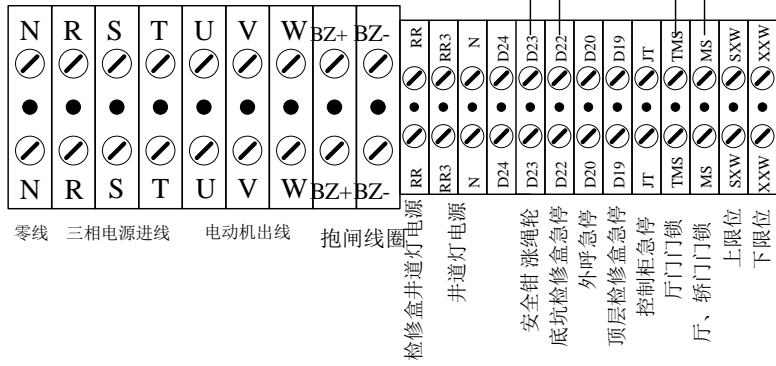 N R S T U V W BZ+ BZ- RR RR3 N D24 D23 D22 D20 D19 JT TMS MS SXW XXW
N R S T U V W BZ+ BZ- RR RR3 N D24 D23 D22 D20 D19 JT TMS MS SXW XXW
零线 三相电源进线 电动机出线 抱闸线圈
检修盒井道灯电源
井道灯电源
安全钳 涨绳轮
底坑检修盒急停
外呼急停
顶层检修盒急停
控制柜急停
厅门门锁
厅、轿门门锁
上限位
下限位